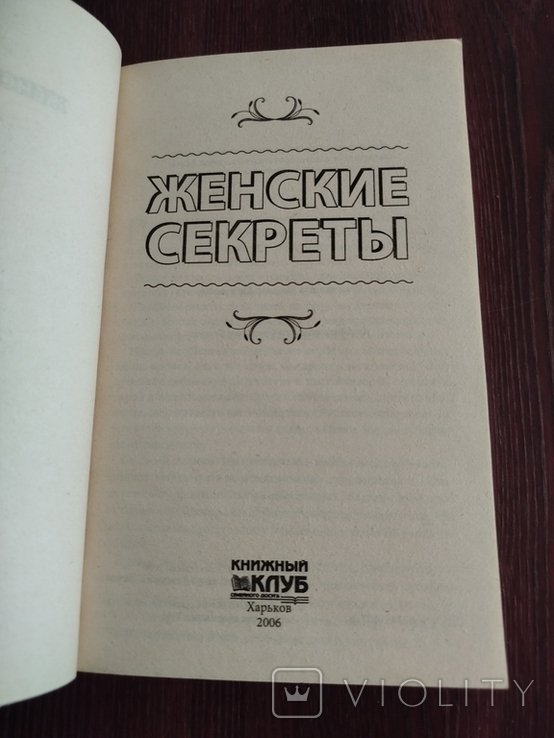 ЖЕНСКИЕ
СЕКРЕТЫ
КНИЖНЫЙ
КЛУБ
СЕМЕЙНОГО ДОСУГА
Харьков
2006
VIOLITY